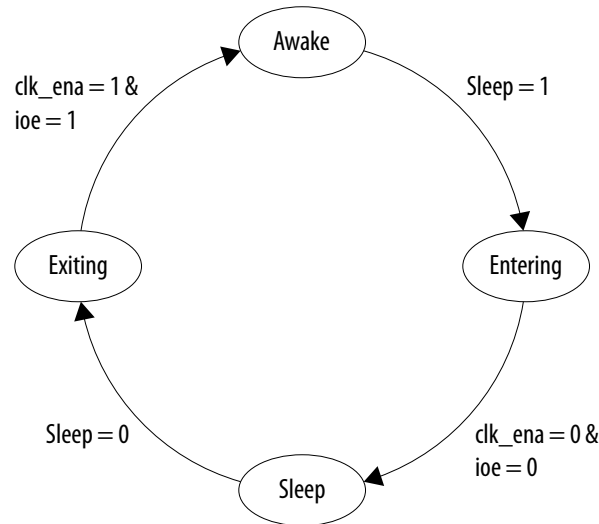 Awake
clk_ena = 1 &
ioe = 1
Sleep = 1
Exiting
Entering
Sleep = 0
clk_ena = 0 &
ioe = 0
Sleep